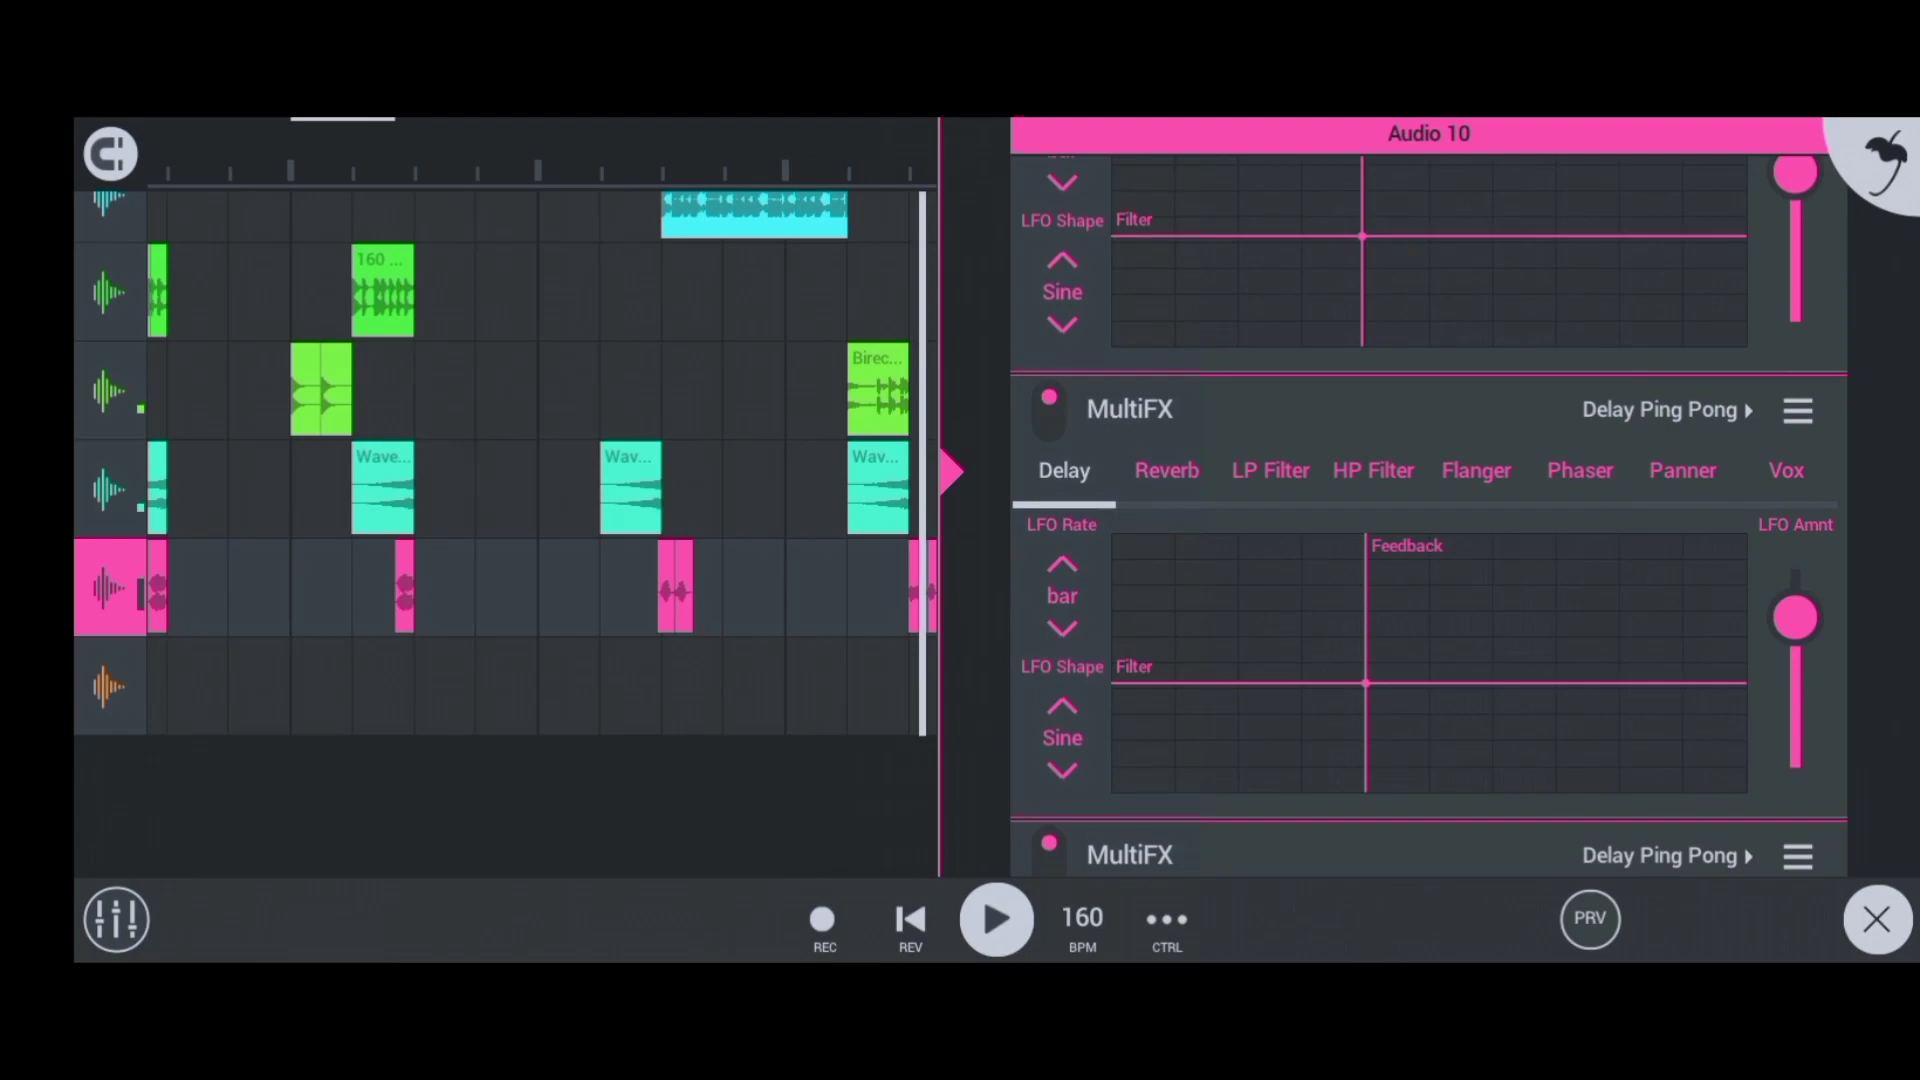 Audio 10
LFO Shape
Filter
Sine
160 ...
Birec...
Wave...
Wav...
Wav...
MultiFX
Delay Ping Pong
Delay
Reverb
LP Filter
HP Filter
Flanger
Phaser
Panner
Vox
LFO Rate
Feedback
LFO Amnt
bar
LFO Shape
Filter
Sine
MultiFX
Delay Ping Pong
REC
REV
160
BPM
CTRL
PRV